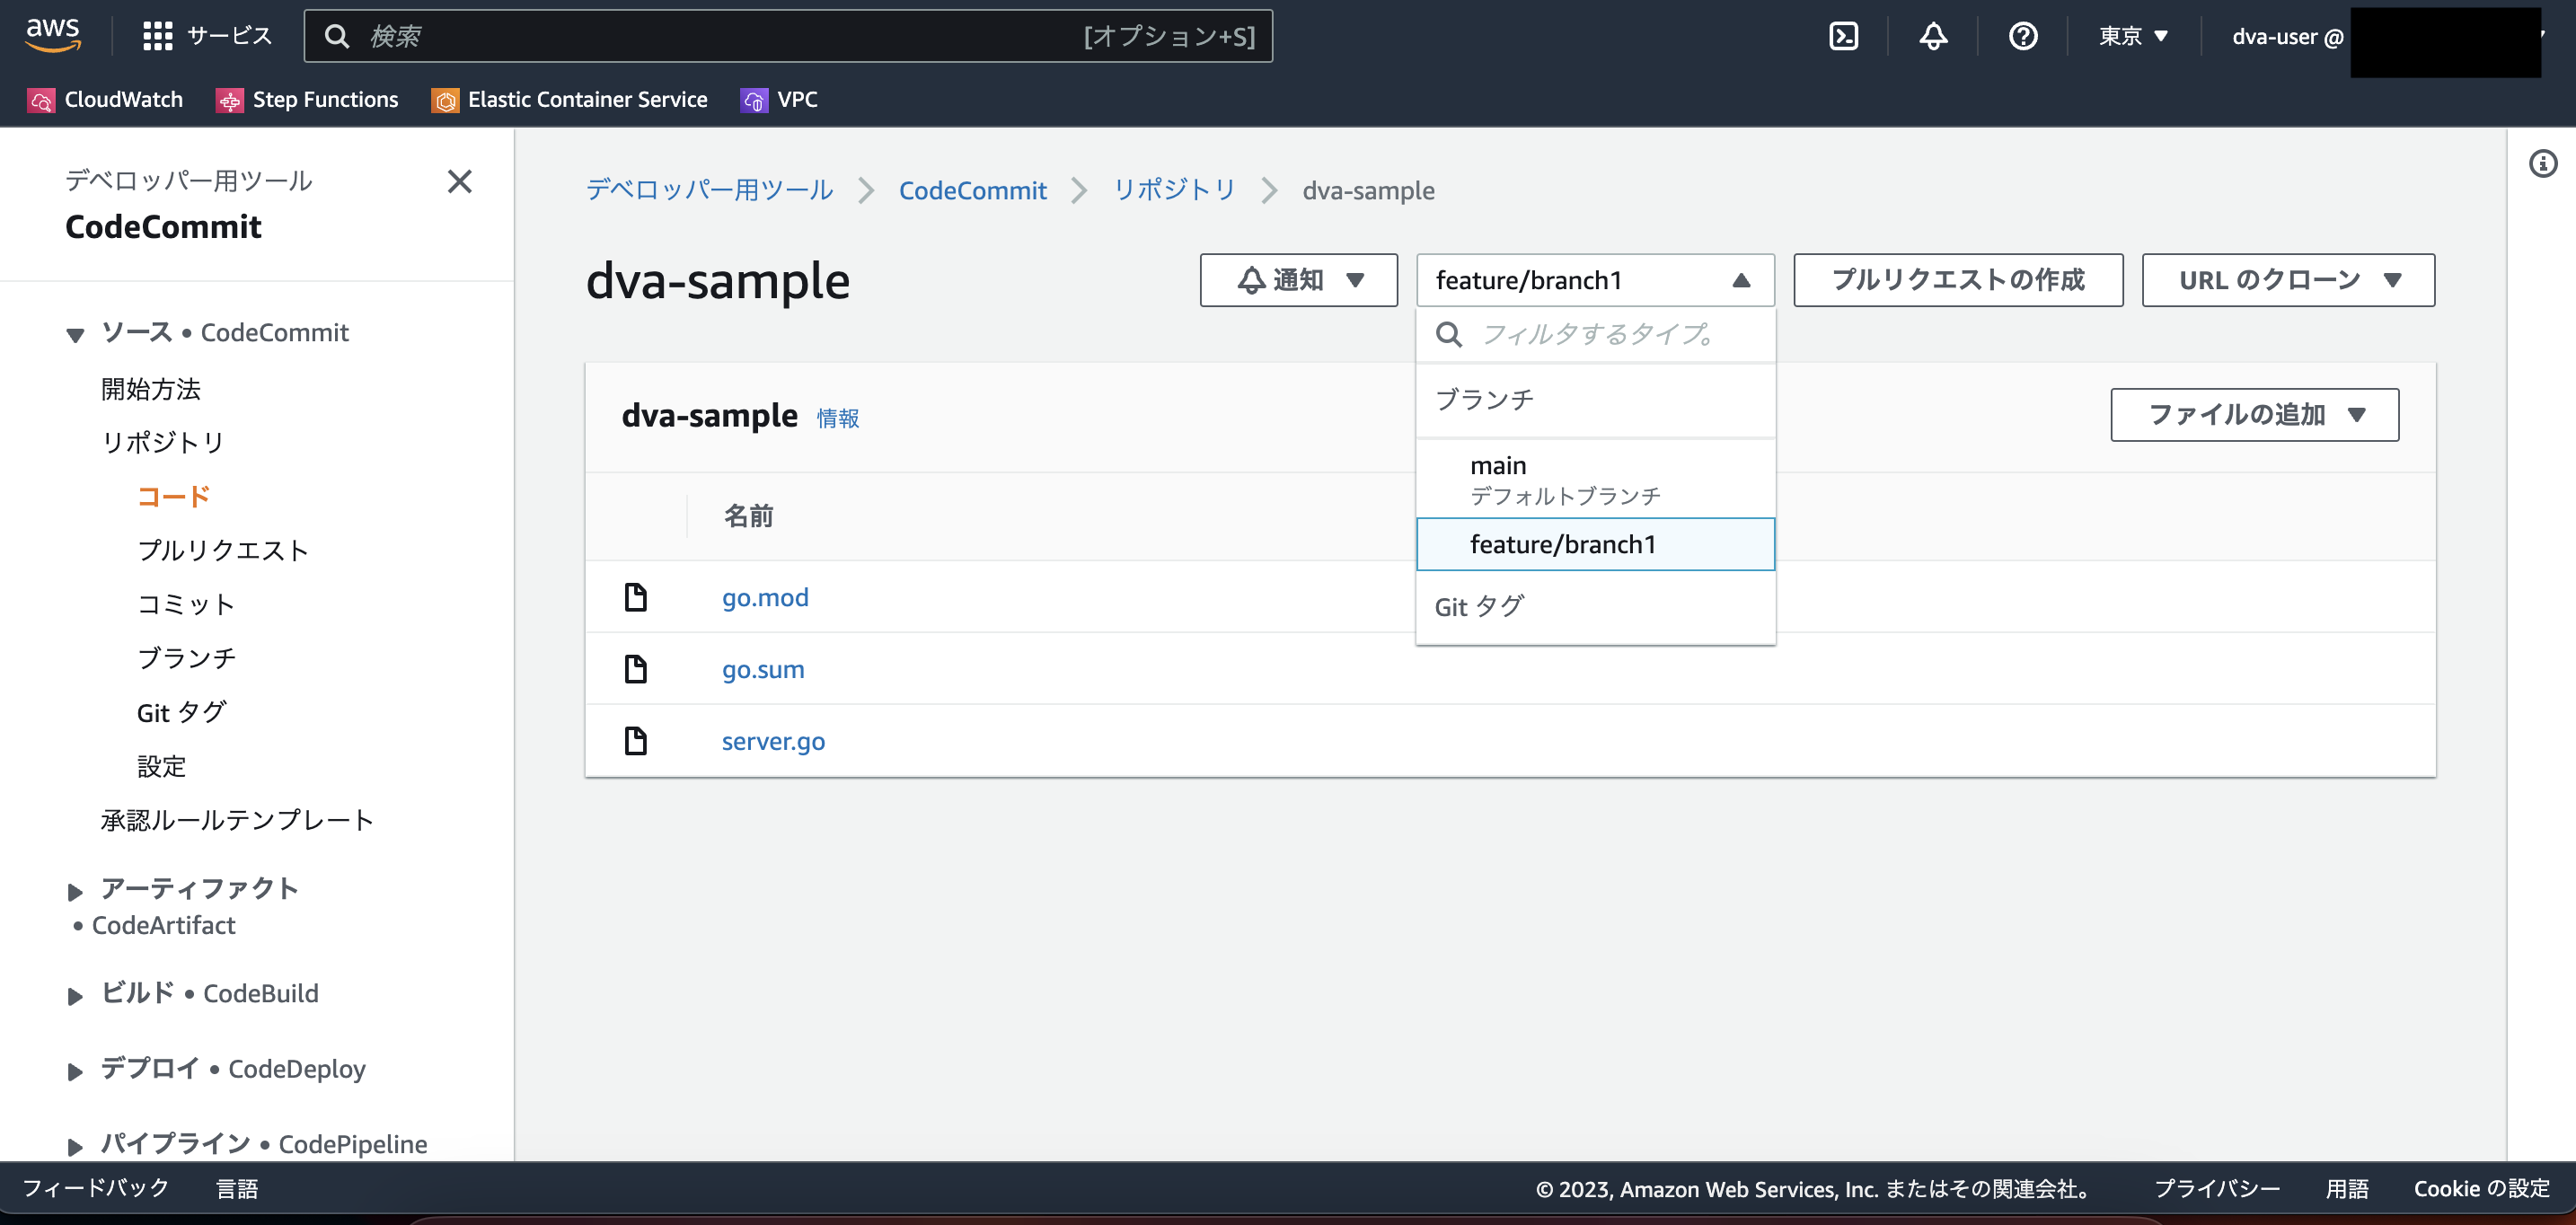 aws
サービス
検索
[オプション+S]
東京
dva-user @
CloudWatch
Step Functions
Elastic Container Service
VPC
デベロッパー用ツール
CodeCommit
ソース • CodeCommit
開始方法
リポジトリ
コード
プルリクエスト
コミット
ブランチ
Git タグ
設定
承認ルールテンプレート
アーティファクト
• CodeArtifact
ビルド • CodeBuild
デプロイ • CodeDeploy
パイプライン • CodePipeline
デベロッパー用ツール
CodeCommit
リポジトリ
dva-sample
dva-sample
通知
feature/branch1
プルリクエストの作成
URL のクローン
フィルタするタイプ。
ブランチ
main
デフォルトブランチ
feature/branch1
Git タグ
dva-sample 情報
ファイルの追加
名前
go.mod
go.sum
server.go
フィードバック
言語
© 2023, Amazon Web Services, Inc. またはその関連会社。
プライバシー
用語
Cookie の設定